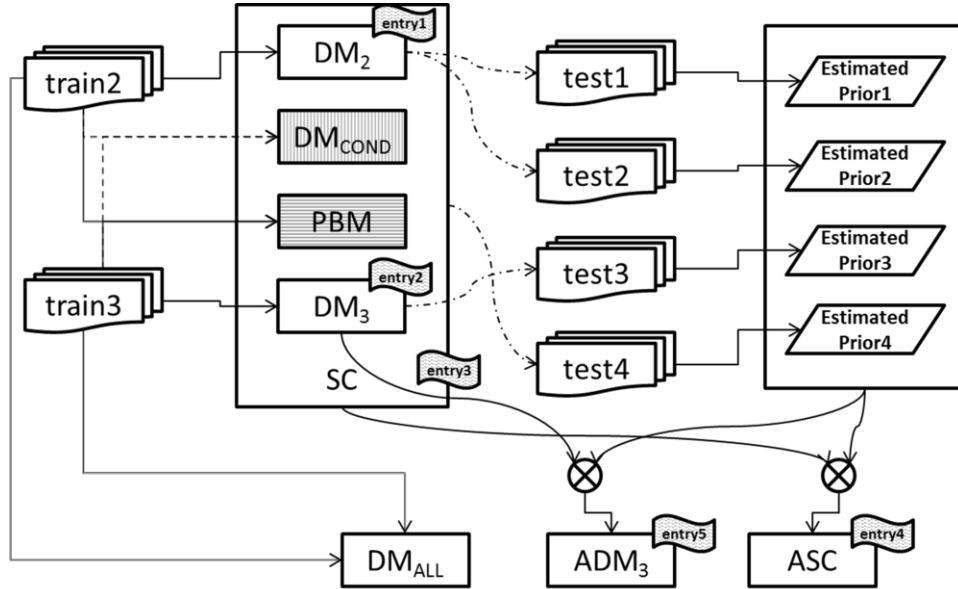 entry1
train2
DM2
test1
Estimated
Prior1
DMCOND
test2
Estimated
Prior2
PBM
train3
entry2
DM3
test3
Estimated
Prior3
SC
entry3
test4
Estimated
Prior4
DMALL
ADM3
entry5
ASC
entry4